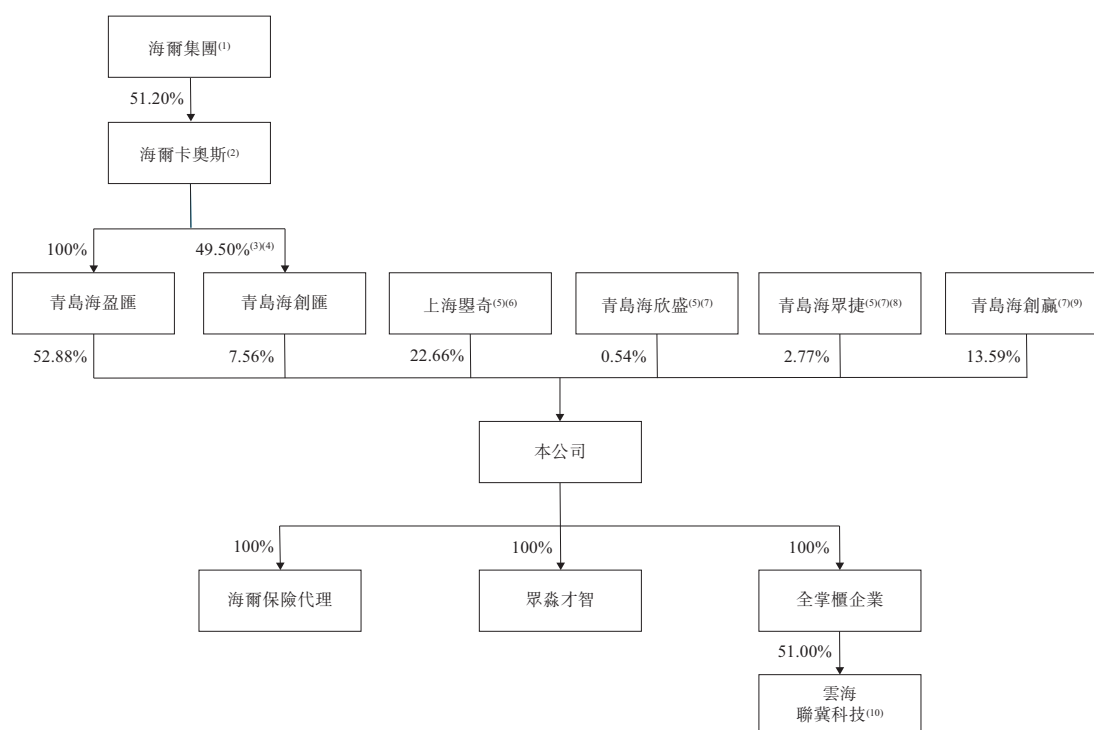 海爾集團(1)
51.20%
海爾卡奧斯(2)
100%
49.50%(3)(4)
青島海盈匯
青島海創匯
上海曌奇(5)(6)
青島海欣盛(5)(7)
青島海眾捷(5)(7)(8)
青島海創贏(7)(9)
52.88%
7.56%
22.66%
0.54%
2.77%
13.59%
本公司
100%
100%
100%
海爾保險代理
眾淼才智
全掌櫃企業
51.00%
雲海
聯冀科技(10)